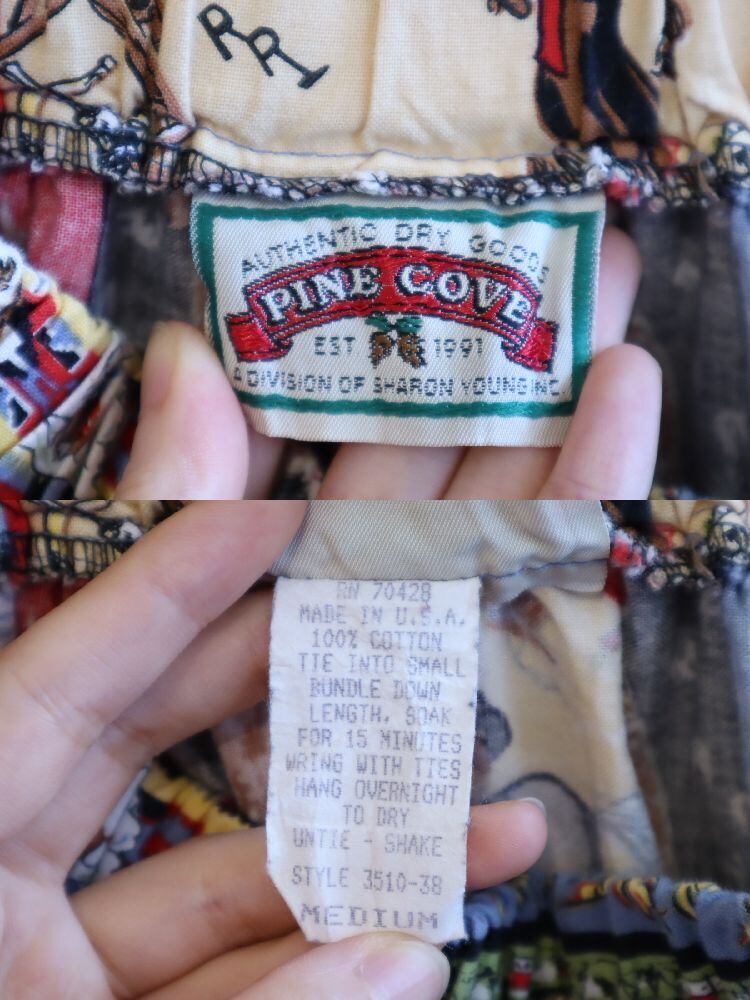 RRL
AUTHENTIC DRY GOODS
PINE COVE
EST 1991
A DIVISION OF SHARON YOUNG INC.
RN 70428
MADE IN U.S.A.
100% COTTON
TIE INTO SMALL
BUNDLE DOWN
LENGTH, SOAK
FOR 15 MINUTES
WRING WITH TIES
HANG OVERNIGHT
TO DRY
UNTIE - SHAKE
STYLE 3510-38
MEDIUM